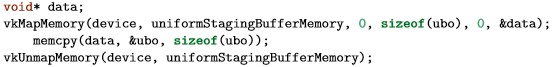 void* data;
vkMapMemory(device, uniformStagingBufferMemory, 0, sizeof(ubo), 0, &data);
    memcpy(data, &ubo, sizeof(ubo));
vkUnmapMemory(device, uniformStagingBufferMemory);